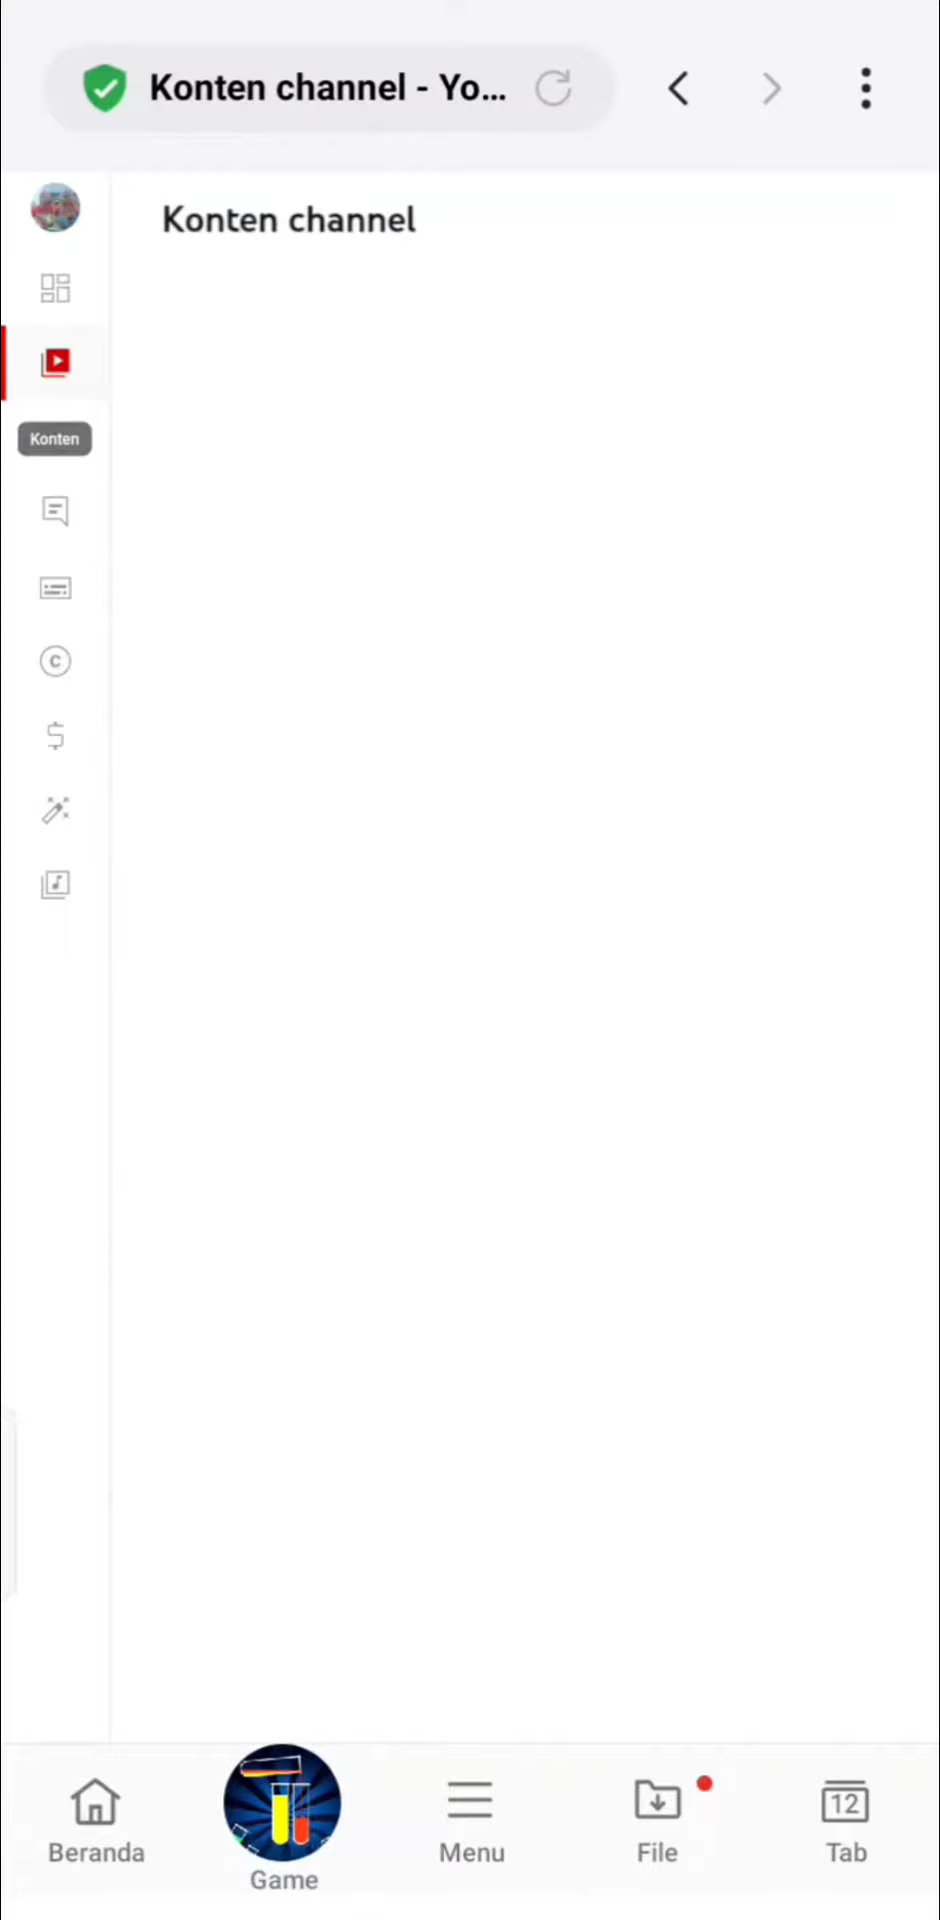 Konten channel - Yo...
Konten channel
Konten
C
12
Beranda
Game
Menu
File
Tab